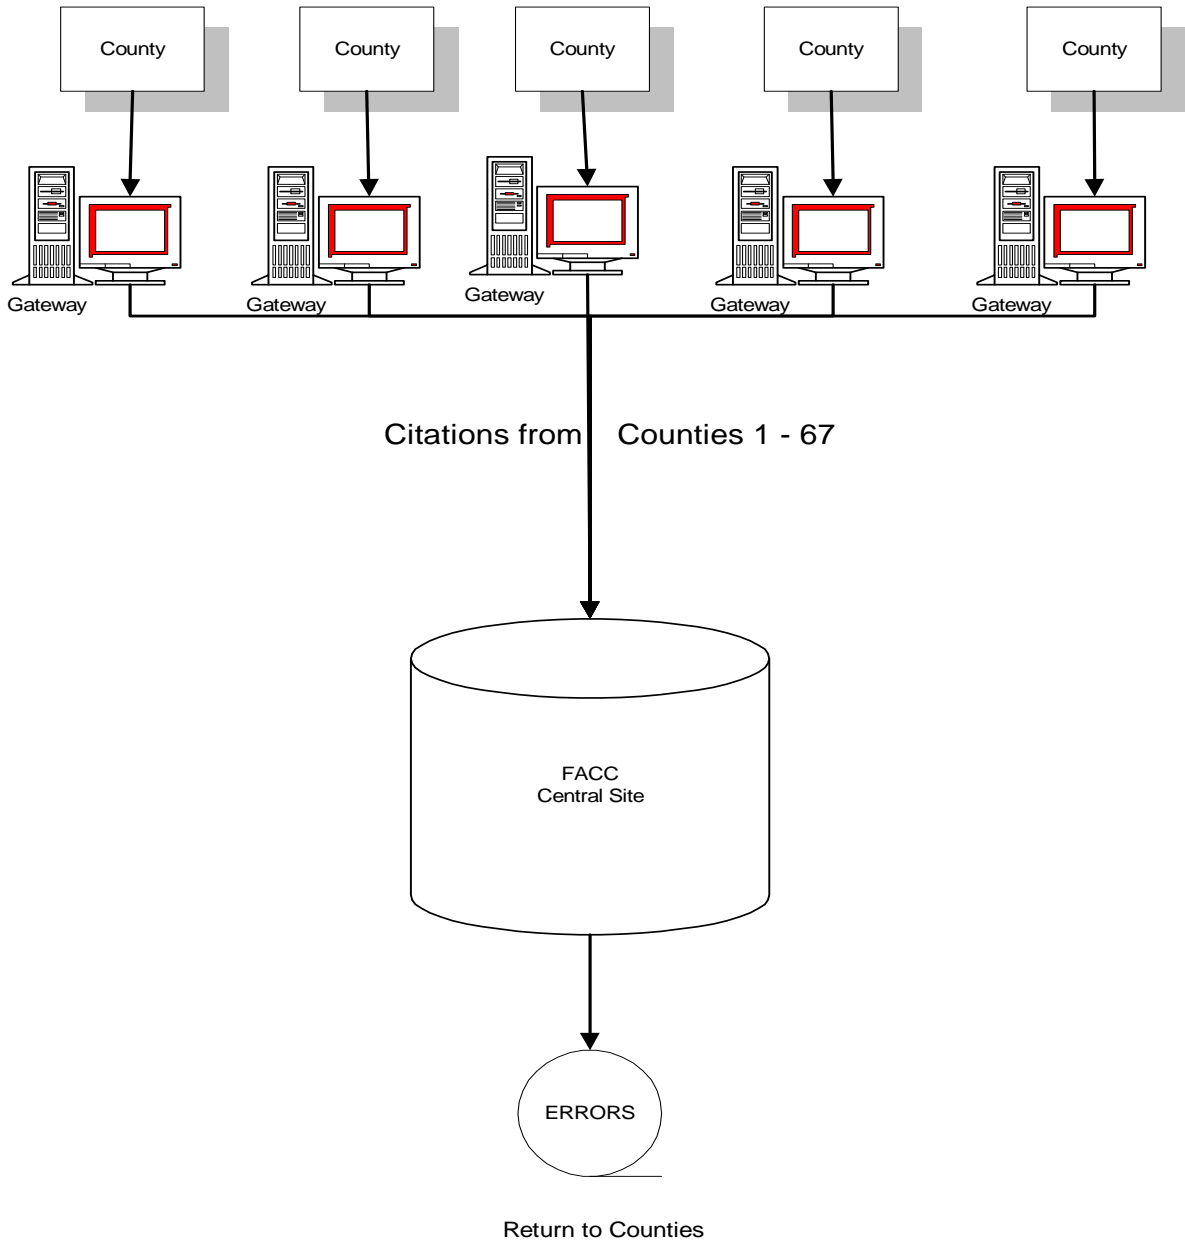 County County County County County
Gateway Gateway Gateway Gateway Gateway
Citations from Counties 1 - 67
FACC
Central Site
ERRORS
Return to Counties